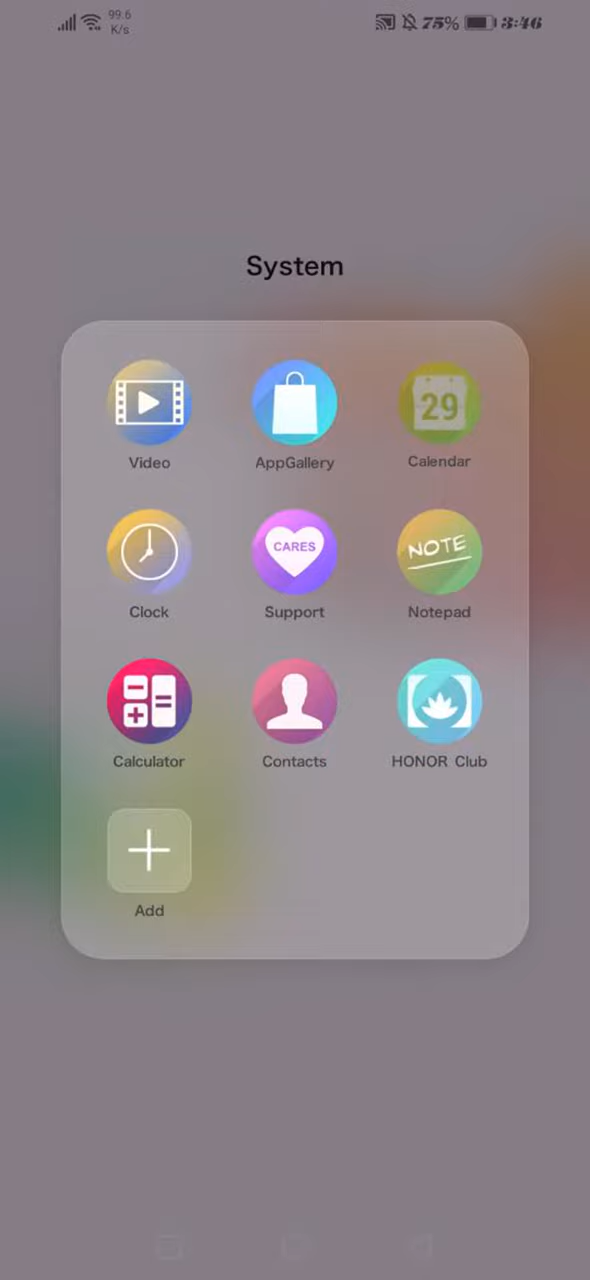 99.6
K/s
75%
3:46
System
29
Video
AppGallery
Calendar
CARES
NOTE
Clock
Support
Notepad
Calculator
Contacts
HONOR Club
Add